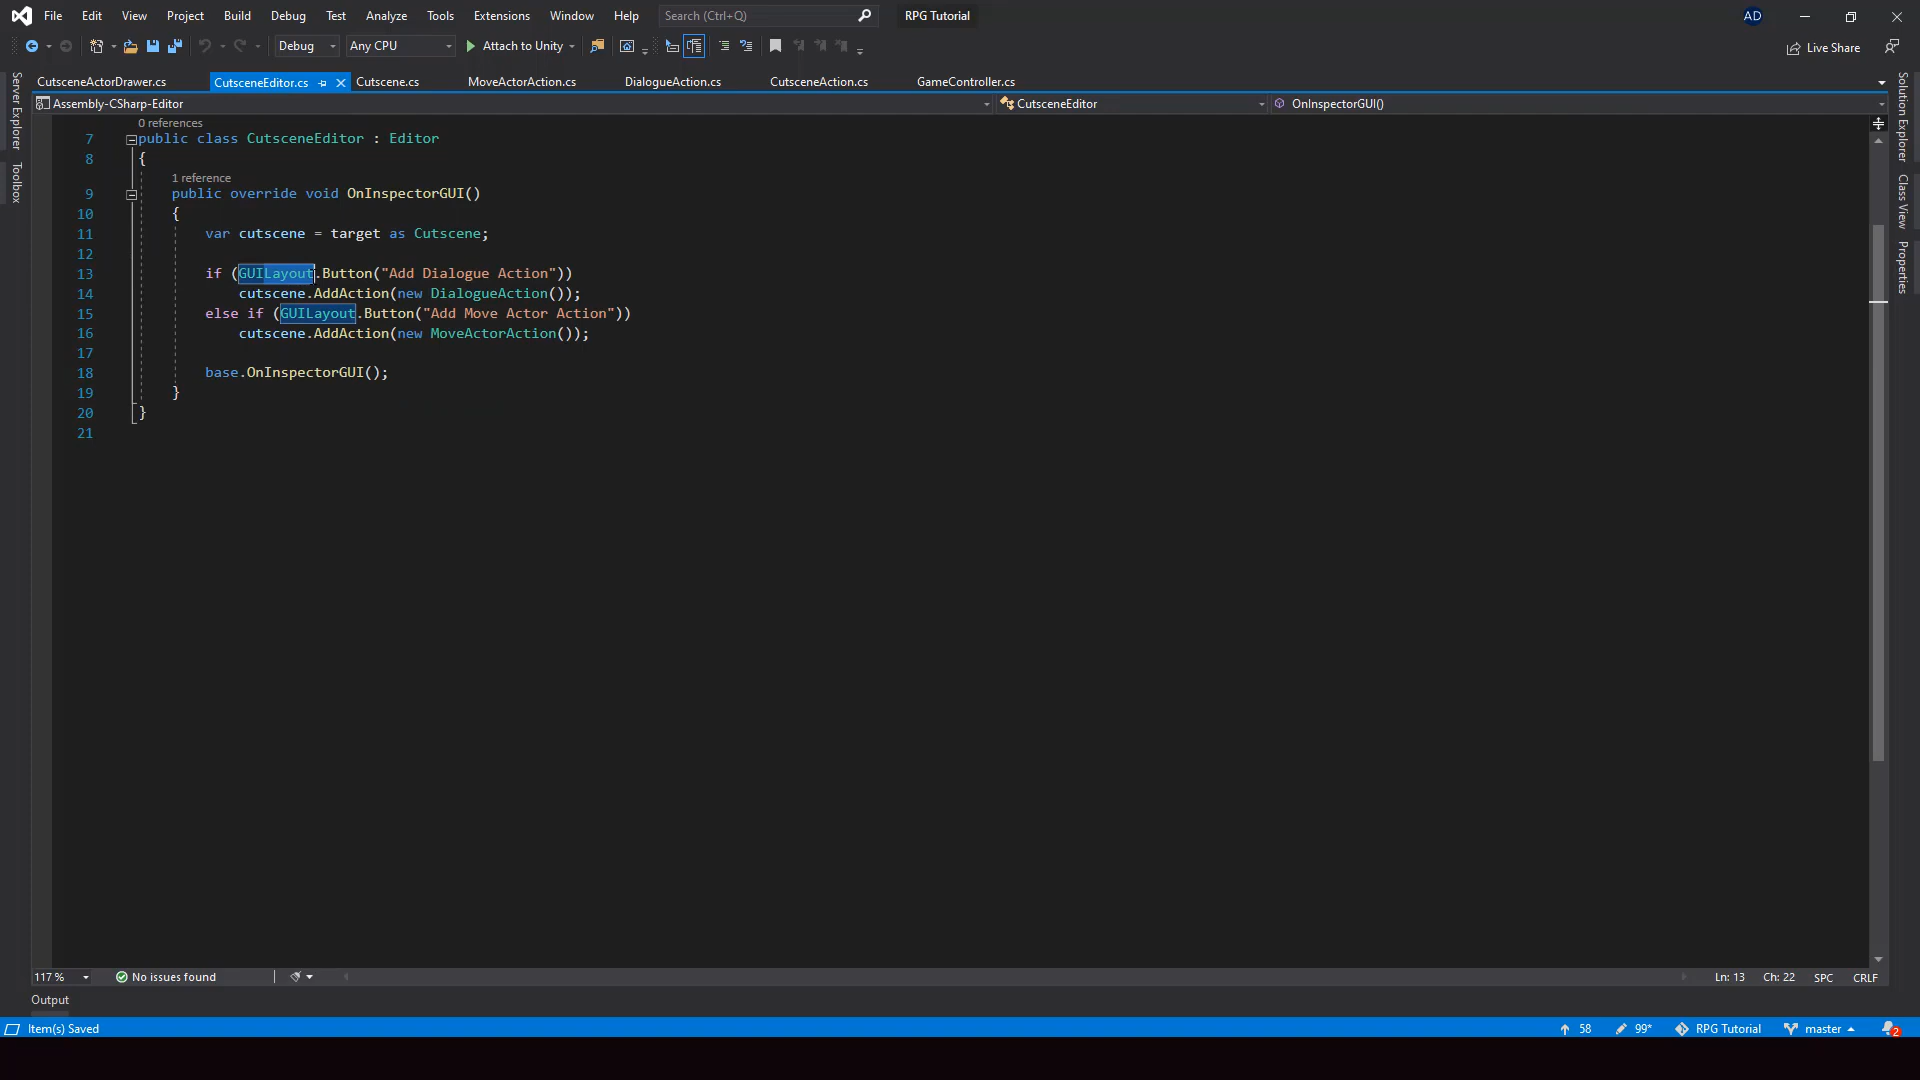 File Edit View Project Build Debug Test Analyze Tools Extensions Window Help Search (Ctrl+Q) RPG Tutorial AD
Debug Any CPU Attach to Unity Live Share
CutsceneActorDrawer.cs CutsceneEditor.cs Cutscene.cs MoveActorAction.cs DialogueAction.cs CutsceneAction.cs GameController.cs
Assembly-CSharp-Editor CutsceneEditor OnInspectorGUI()
Server Explorer
Toolbox
Solution Explorer
Class View
Properties
0 references
7 public class CutsceneEditor : Editor
8 {
1 reference
9 public override void OnInspectorGUI()
10 {
11 var cutscene = target as Cutscene;
12
13 if (GUILayout.Button("Add Dialogue Action"))
14 cutscene.AddAction(new DialogueAction());
15 else if (GUILayout.Button("Add Move Actor Action"))
16 cutscene.AddAction(new MoveActorAction());
17
18 base.OnInspectorGUI();
19 }
20 }
21
117 % No issues found Ln: 13 Ch: 22 SPC CRLF
Output
Item(s) Saved 58 99* RPG Tutorial master 2